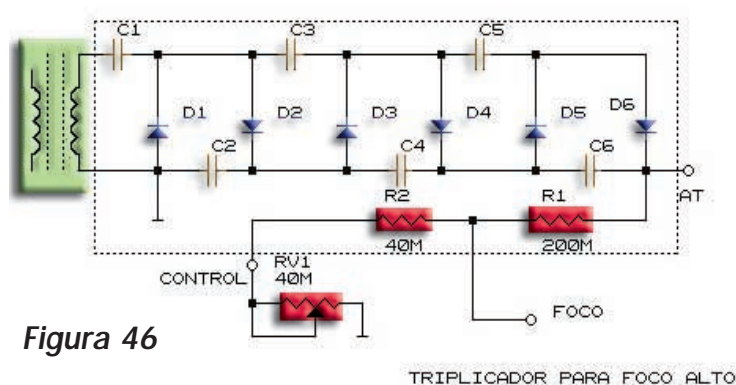 C1
C3
C5
D1
D2
D3
D4
D5
D6
C2
C4
C6
R2
R1
AT
40M
200M
RV1
CONTROL
40M
FOCO
Figura 46
TRIPLICADOR PARA FOCO ALTO